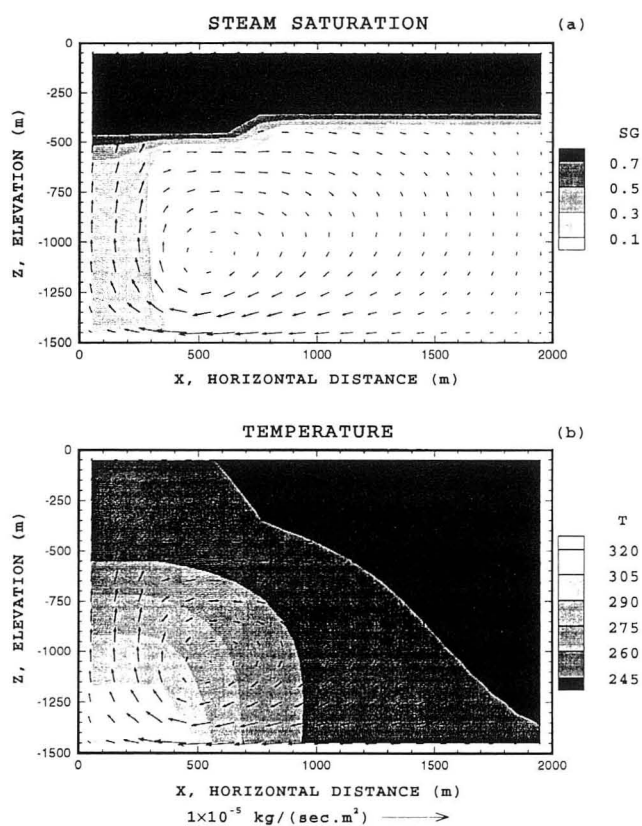 STEAM SATURATION (a)
0
-250
-500
-750
-1000
-1250
-1500
Z, ELEVATION (m)
0 500 1000 1500 2000
X, HORIZONTAL DISTANCE (m)
SG
0.7
0.5
0.3
0.1
TEMPERATURE (b)
0
-250
-500
-750
-1000
-1250
-1500
Z, ELEVATION (m)
0 500 1000 1500 2000
X, HORIZONTAL DISTANCE (m)
T
320
305
290
275
260
245
1×10⁻⁵ kg/(sec.m²)